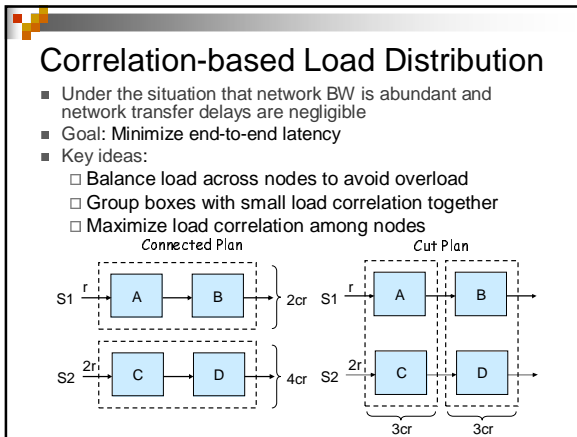 Correlation-based Load Distribution
Under the situation that network BW is abundant and
network transfer delays are negligible
Goal: Minimize end-to-end latency
Key ideas:
Balance load across nodes to avoid overload
Group boxes with small load correlation together
Maximize load correlation among nodes
Connected Plan
S1 r A B 2cr
S2 2r C D 4cr
Cut Plan
S1 r A B
S2 2r C D
3cr 3cr